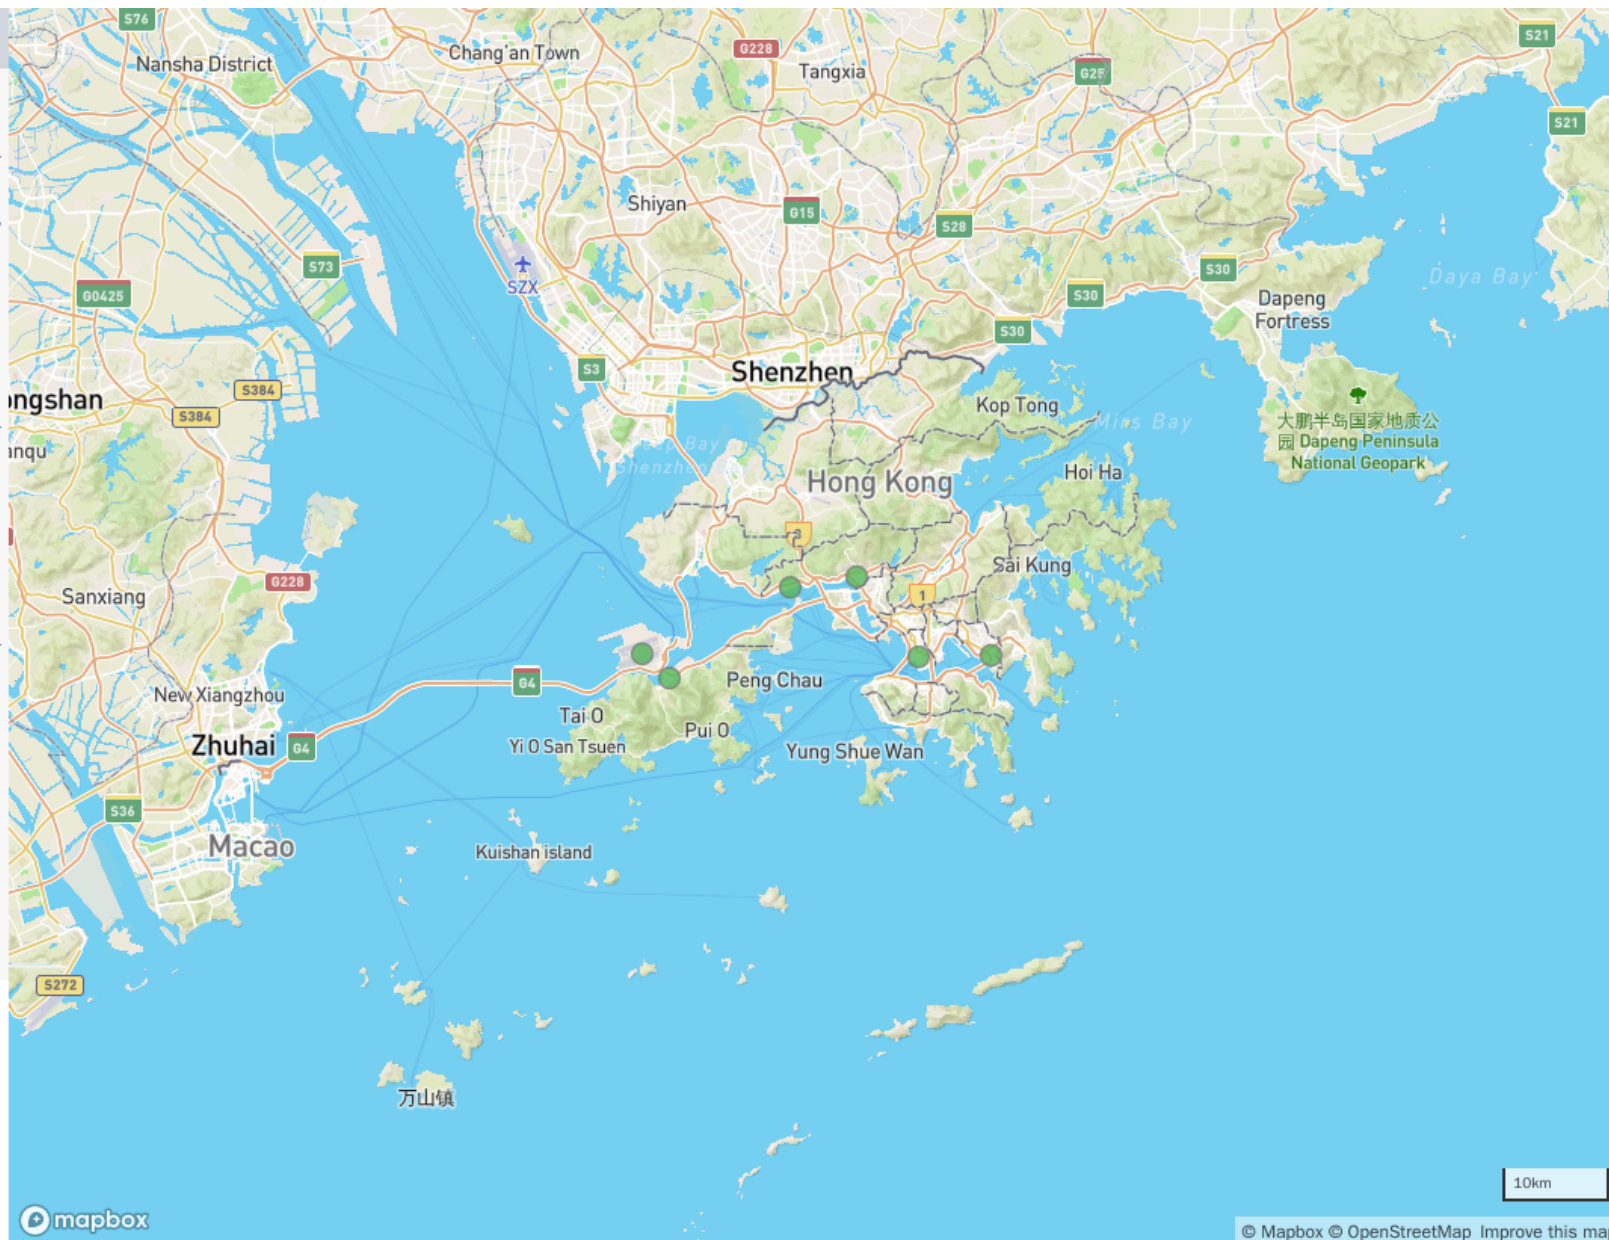 S76
Nansha District
Chang'an Town
G228
Tangxia
G25
S21
S21
Shiyan
G15
S28
S73
SZX
G0425
S30
S30
S30
Daya Bay
Dapeng
Fortress
S3
Shenzhen
S384
S384
ongshan
anqu
Kop Tong
Mirs Bay
大鹏半岛国家地质公
园 Dapeng Peninsula
National Geopark
Hong Kong
Hoi Ha
G228
Sanxiang
Sai Kung
1
New Xiangzhou
G4
Peng Chau
Tai O
Pui O
Yi O San Tsuen
Zhuhai
G4
Yung Shue Wan
S36
Macao
Kuishan island
S272
万山镇
10km
mapbox
© Mapbox © OpenStreetMap Improve this map